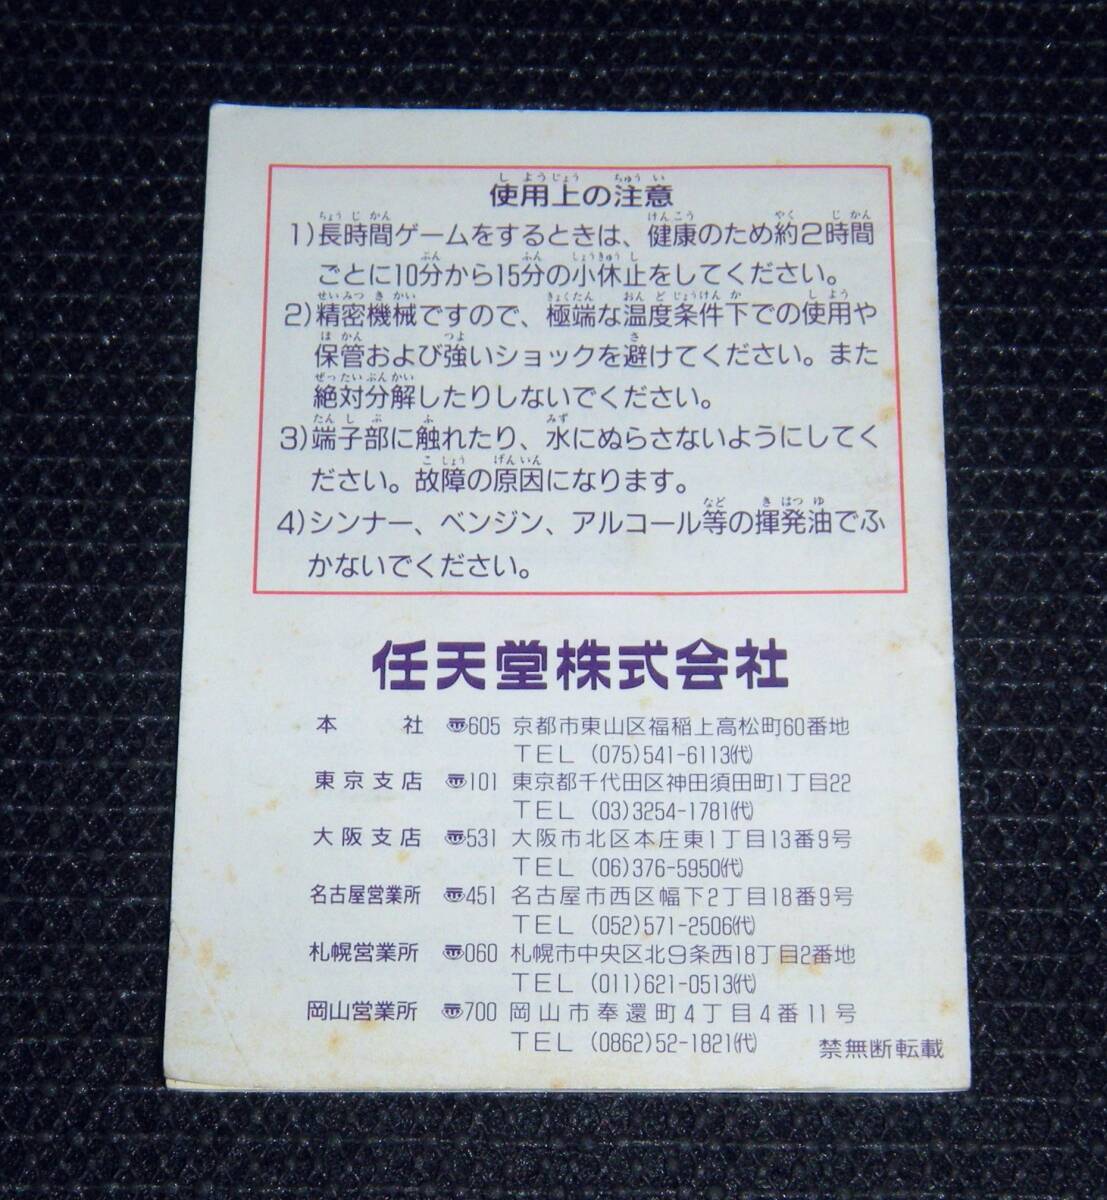 使用上の注意
1)長時間ゲームをするときは、健康のため約2時間
ごとに10分から15分の小休止をしてください。
2)精密機械ですので、極端な温度条件下での使用や
保管および強いショックを避けてください。また
絶対分解したりしないでください。
3)端子部に触れたり、水にぬらさないようにしてく
ださい。故障の原因になります。
4)シンナー、ベンジン、アルコール等の揮発油でふ
かないでください。
任天堂株式会社
本社 〠605 京都市東山区福稲上高松町60番地
TEL (075)541-6113(代)
東京支店 〠101 東京都千代田区神田須田町1丁目22
TEL (03)3254-1781(代)
大阪支店 〠531 大阪市北区本庄東1丁目13番9号
TEL (06)376-5950(代)
名古屋営業所 〠451 名古屋市西区幅下2丁目18番9号
TEL (052)571-2506(代)
札幌営業所 〠060 札幌市中央区北9条西18丁目2番地
TEL (011)621-0513(代)
岡山営業所 〠700 岡山市奉還町4丁目4番11号
TEL (0862)52-1821(代)
禁無断転載